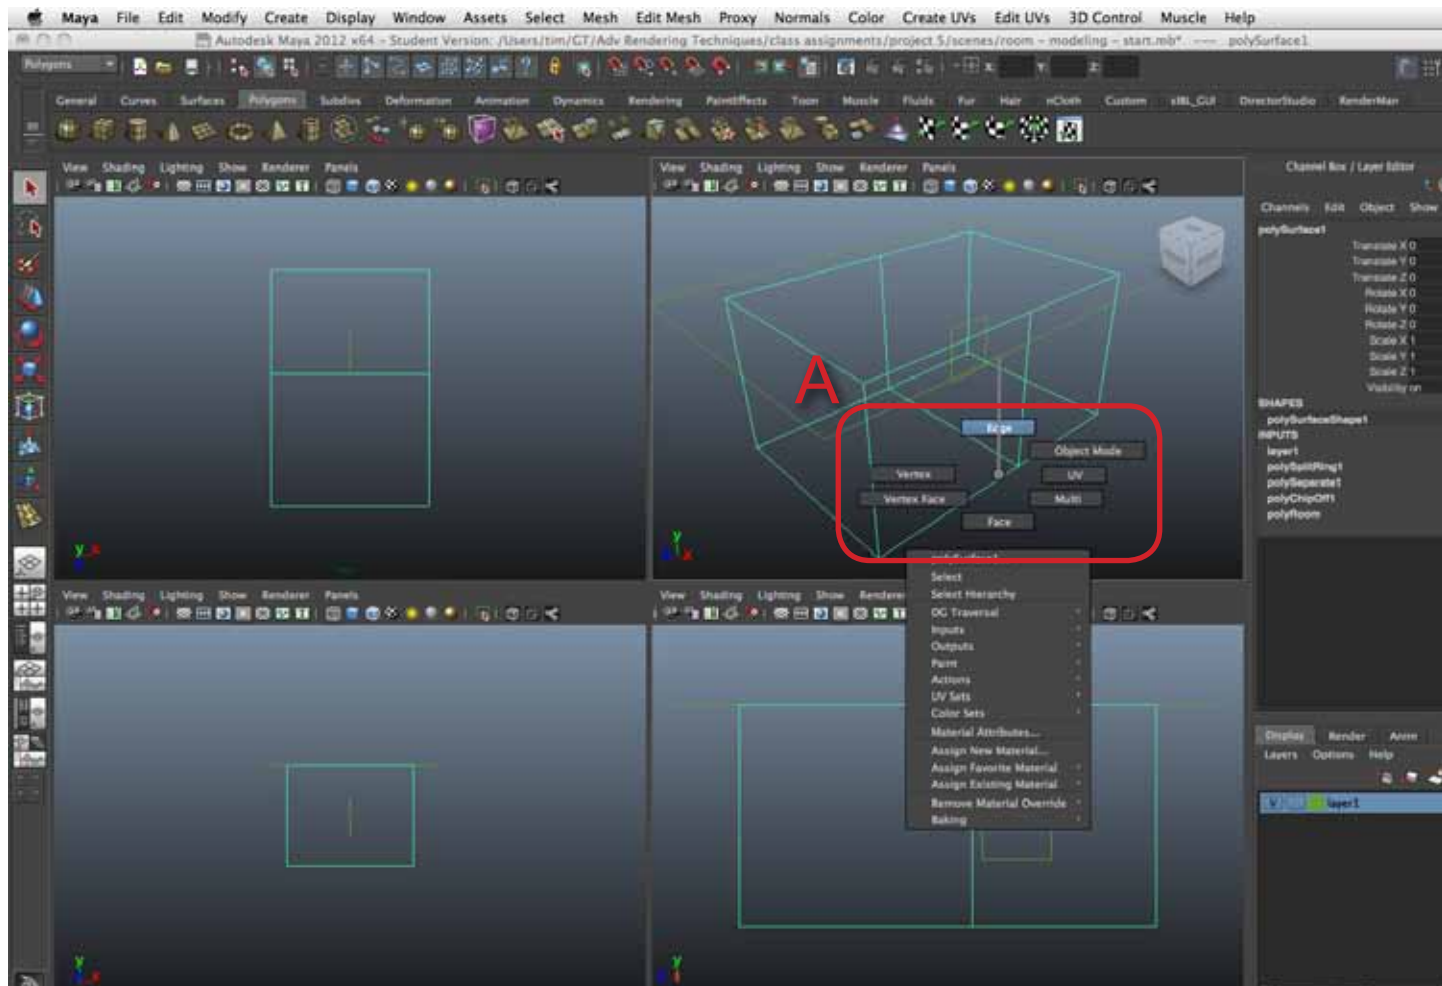 Maya File Edit Modify Create Display Window Assets Select Mesh Edit Mesh Proxy Normals Color Create UVs Edit UVs 3D Control Muscle Help
Autodesk Maya 2012 x64 - Student Version: /Users/tim/GT/Adv Rendering Techniques/class assignments/project 5/scenes/room - modeling - start.mb* --- polySurface1
Polygons
General Curves Surfaces Polygons Subdivs Deformation Animation Dynamics Rendering PaintEffects Toon Muscle Fluids Fur Hair nCloth Custom xIBL_GUI DirectorStudio RenderMan
View Shading Lighting Show Renderer Panels
View Shading Lighting Show Renderer Panels
Channel Box / Layer Editor
Channels Edit Object Show
polySurface1
Translate X 0
Translate Y 0
Translate Z 0
Rotate X 0
Rotate Y 0
Rotate Z 0
Scale X 1
Scale Y 1
Scale Z 1
Visibility on
SHAPES
polySurfaceShape1
INPUTS
layer1
polySplitRing1
polySeparate1
polyChipOff1
polyRoom
A
Edge
Object Mode
Vertex
UV
Vertex Face
Multi
Face
y
x
y
x
polySurface1
Select
Select Hierarchy
DG Traversal
Inputs
Outputs
Paint
Actions
UV Sets
Color Sets
Material Attributes...
Assign New Material...
Assign Favorite Material
Assign Existing Material
Remove Material Override
Baking
View Shading Lighting Show Renderer Panels
View Shading Lighting Show Rendere
Display Render Anim
Layers Options Help
V layer1
y
x
y